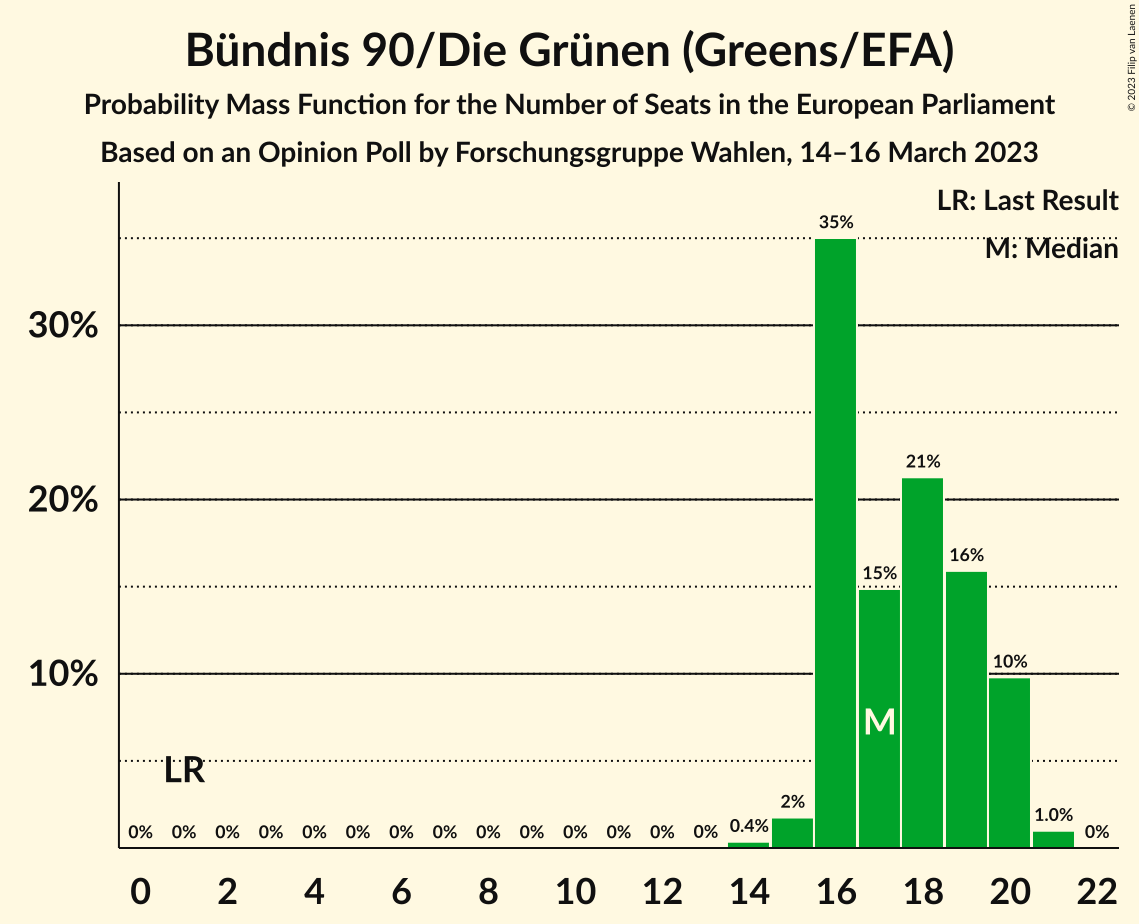 Bündnis 90/Die Grünen (Greens/EFA)
Probability Mass Function for the Number of Seats in the European Parliament
Based on an Opinion Poll by Forschungsgruppe Wahlen, 14–16 March 2023
© 2023 Filip van Laenen
LR: Last Result
M: Median
35%
30%
21%
20%
16%
15%
10%
10%
M
LR
0% 0% 0% 0% 0% 0% 0% 0% 0% 0% 0% 0% 0% 0% 0.4% 2% 1.0% 0%
0 2 4 6 8 10 12 14 16 18 20 22